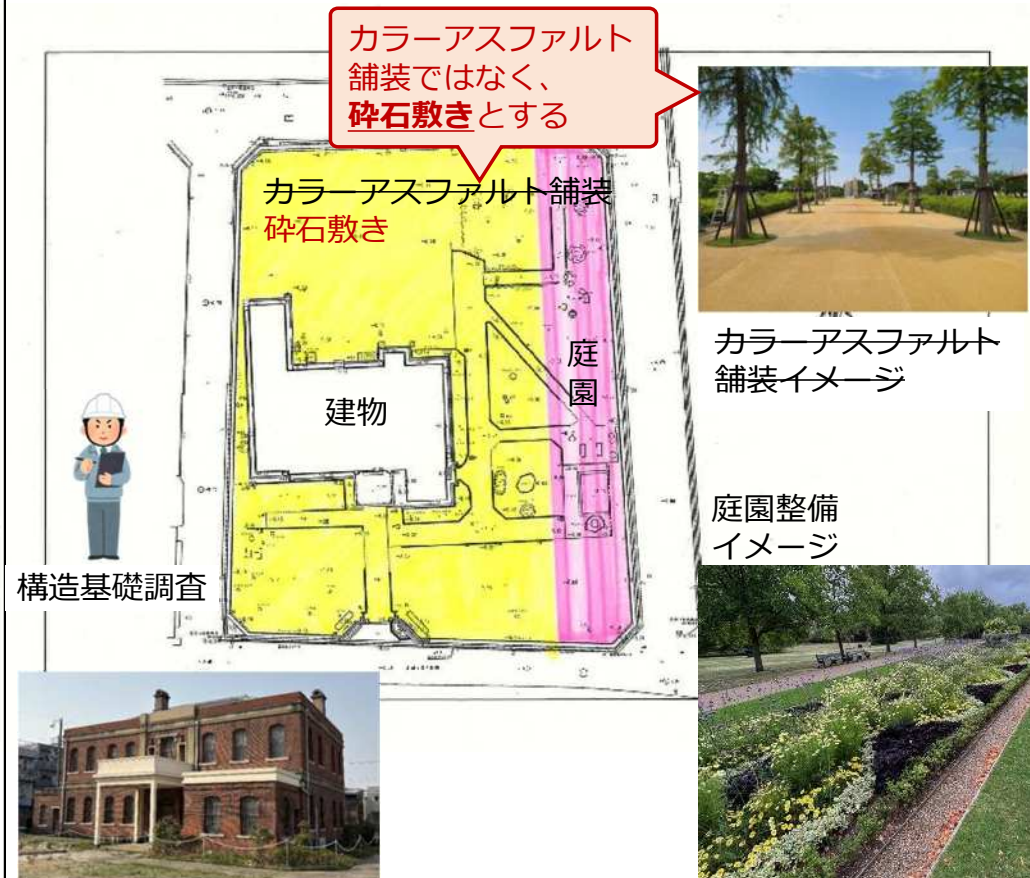 カラーアスファルト
舗装ではなく、
砕石敷きとする
カラーアスファルト舗装
砕石敷き
カラーアスファルト
舗装イメージ
庭
園
建物
庭園整備
イメージ
構造基礎調査